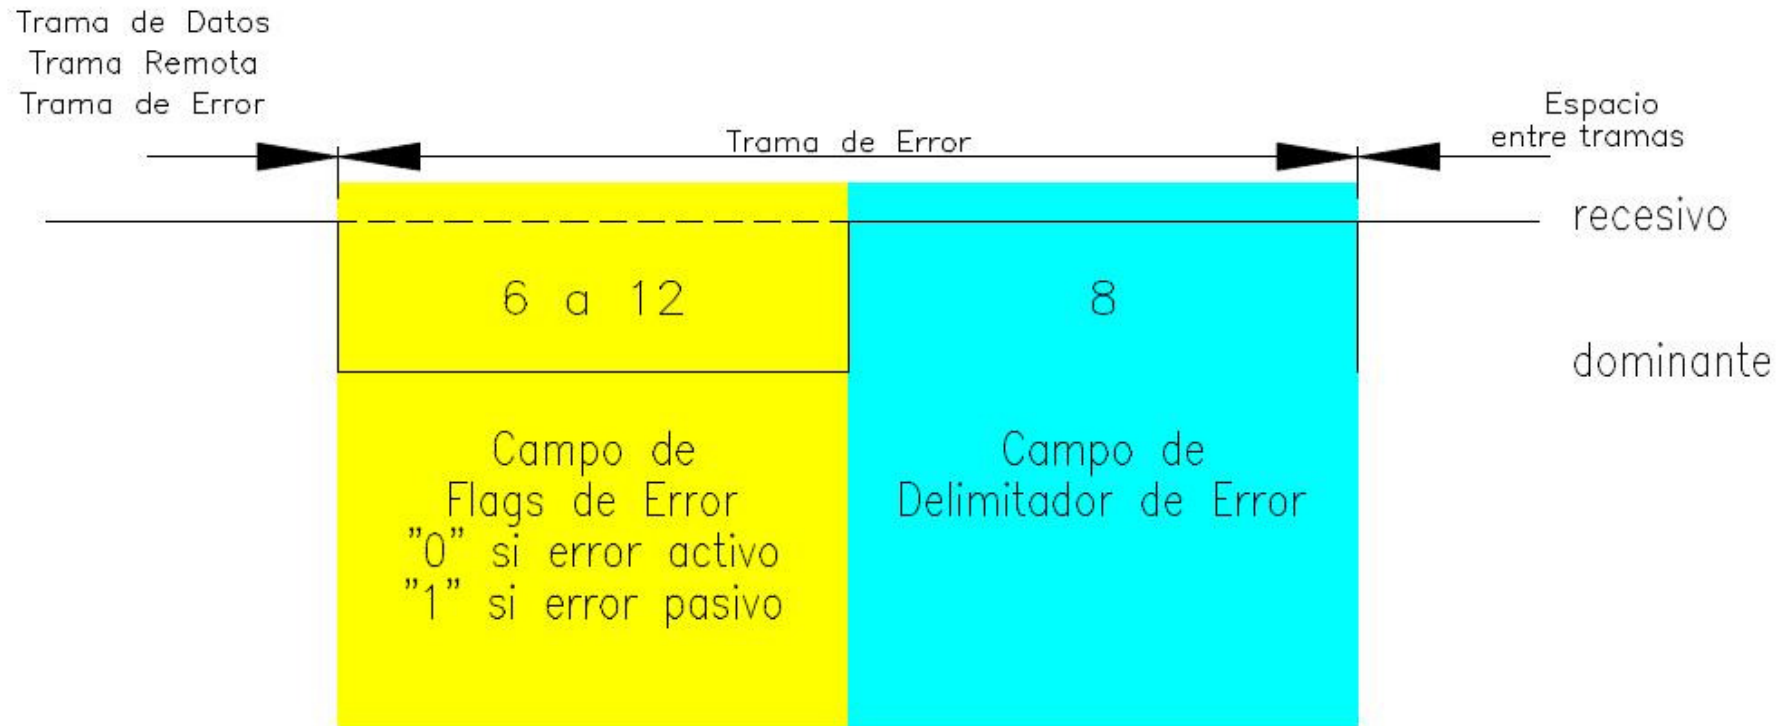 Trama de Datos
Trama Remota
Trama de Error
Trama de Error
Espacio
entre tramas
recesivo
6 a 12
8
dominante
Campo de
Flags de Error
"0" si error activo
"1" si error pasivo
Campo de
Delimitador de Error